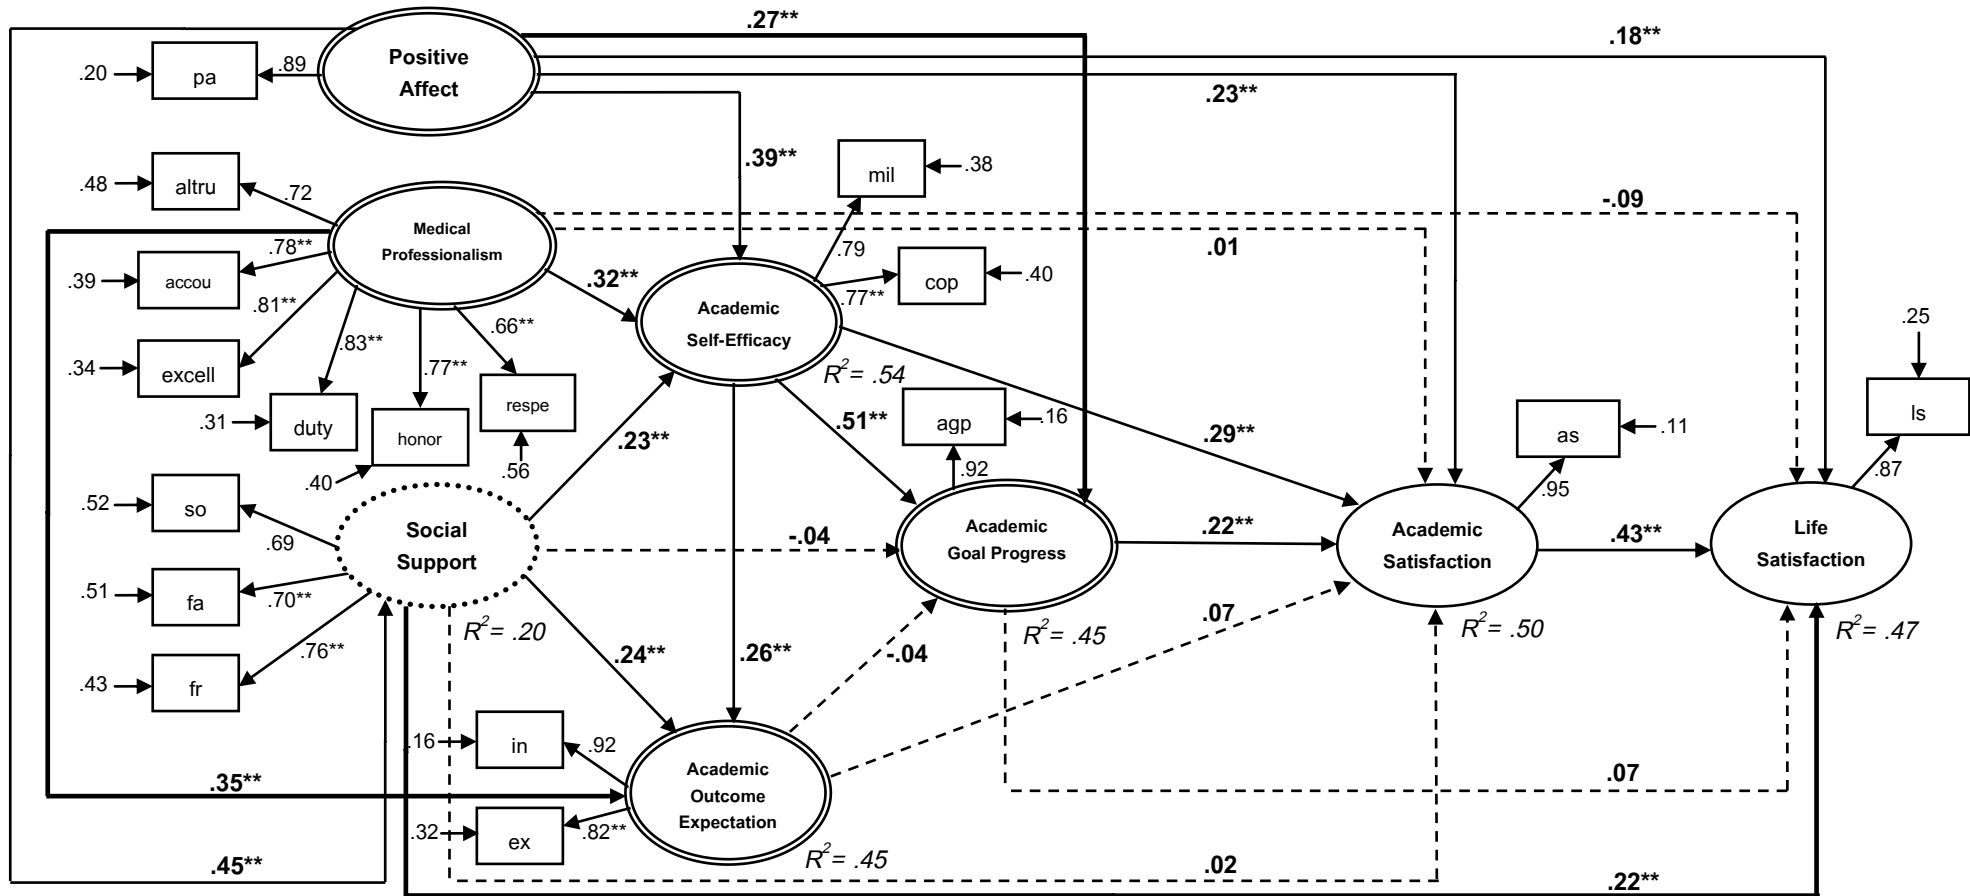 .27**
.18**
Positive
Affect
.20
pa
.89
.23**
.39**
mil
.38
.48
altru
.72
-.09
Medical
Professionalism
.01
.78**
.79
.39
accou
.32**
cop
.40
.77**
.81**
Academic
Self-Efficacy
.25
.66**
.83**
.34
excell
.77**
R²= .54
respe
ls
.31
duty
honor
.51**
agp
.16
.29**
as
.11
.23**
.56
.40
.92
.87
.95
.52
so
Social
Support
.69
-.04
Academic
Goal Progress
.22**
Academic
Satisfaction
.43**
Life
Satisfaction
.51
fa
.70**
.07
R²= .20
R²= .45
R²= .50
R²= .47
.76**
.24**
.26**
-.04
.43
fr
.16
in
.92
Academic
Outcome
Expectation
.35**
.07
.32
ex
.82**
R²= .45
.45**
.02
.22**